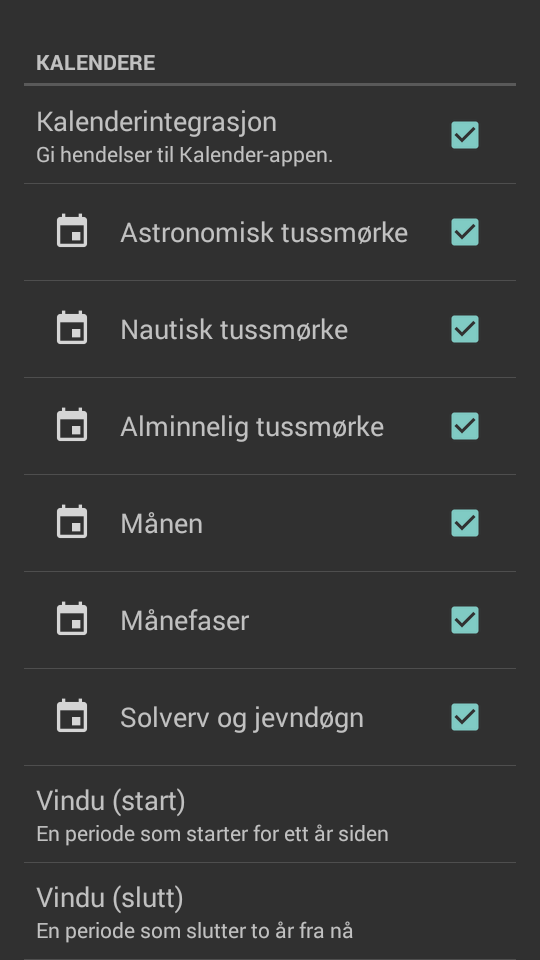 KALENDERE
Kalenderintegrasjon
Gi hendelser til Kalender-appen.
Astronomisk tussmørke
Nautisk tussmørke
Alminnelig tussmørke
Månen
Månefaser
Solverv og jevndøgn
Vindu (start)
En periode som starter for ett år siden
Vindu (slutt)
En periode som slutter to år fra nå